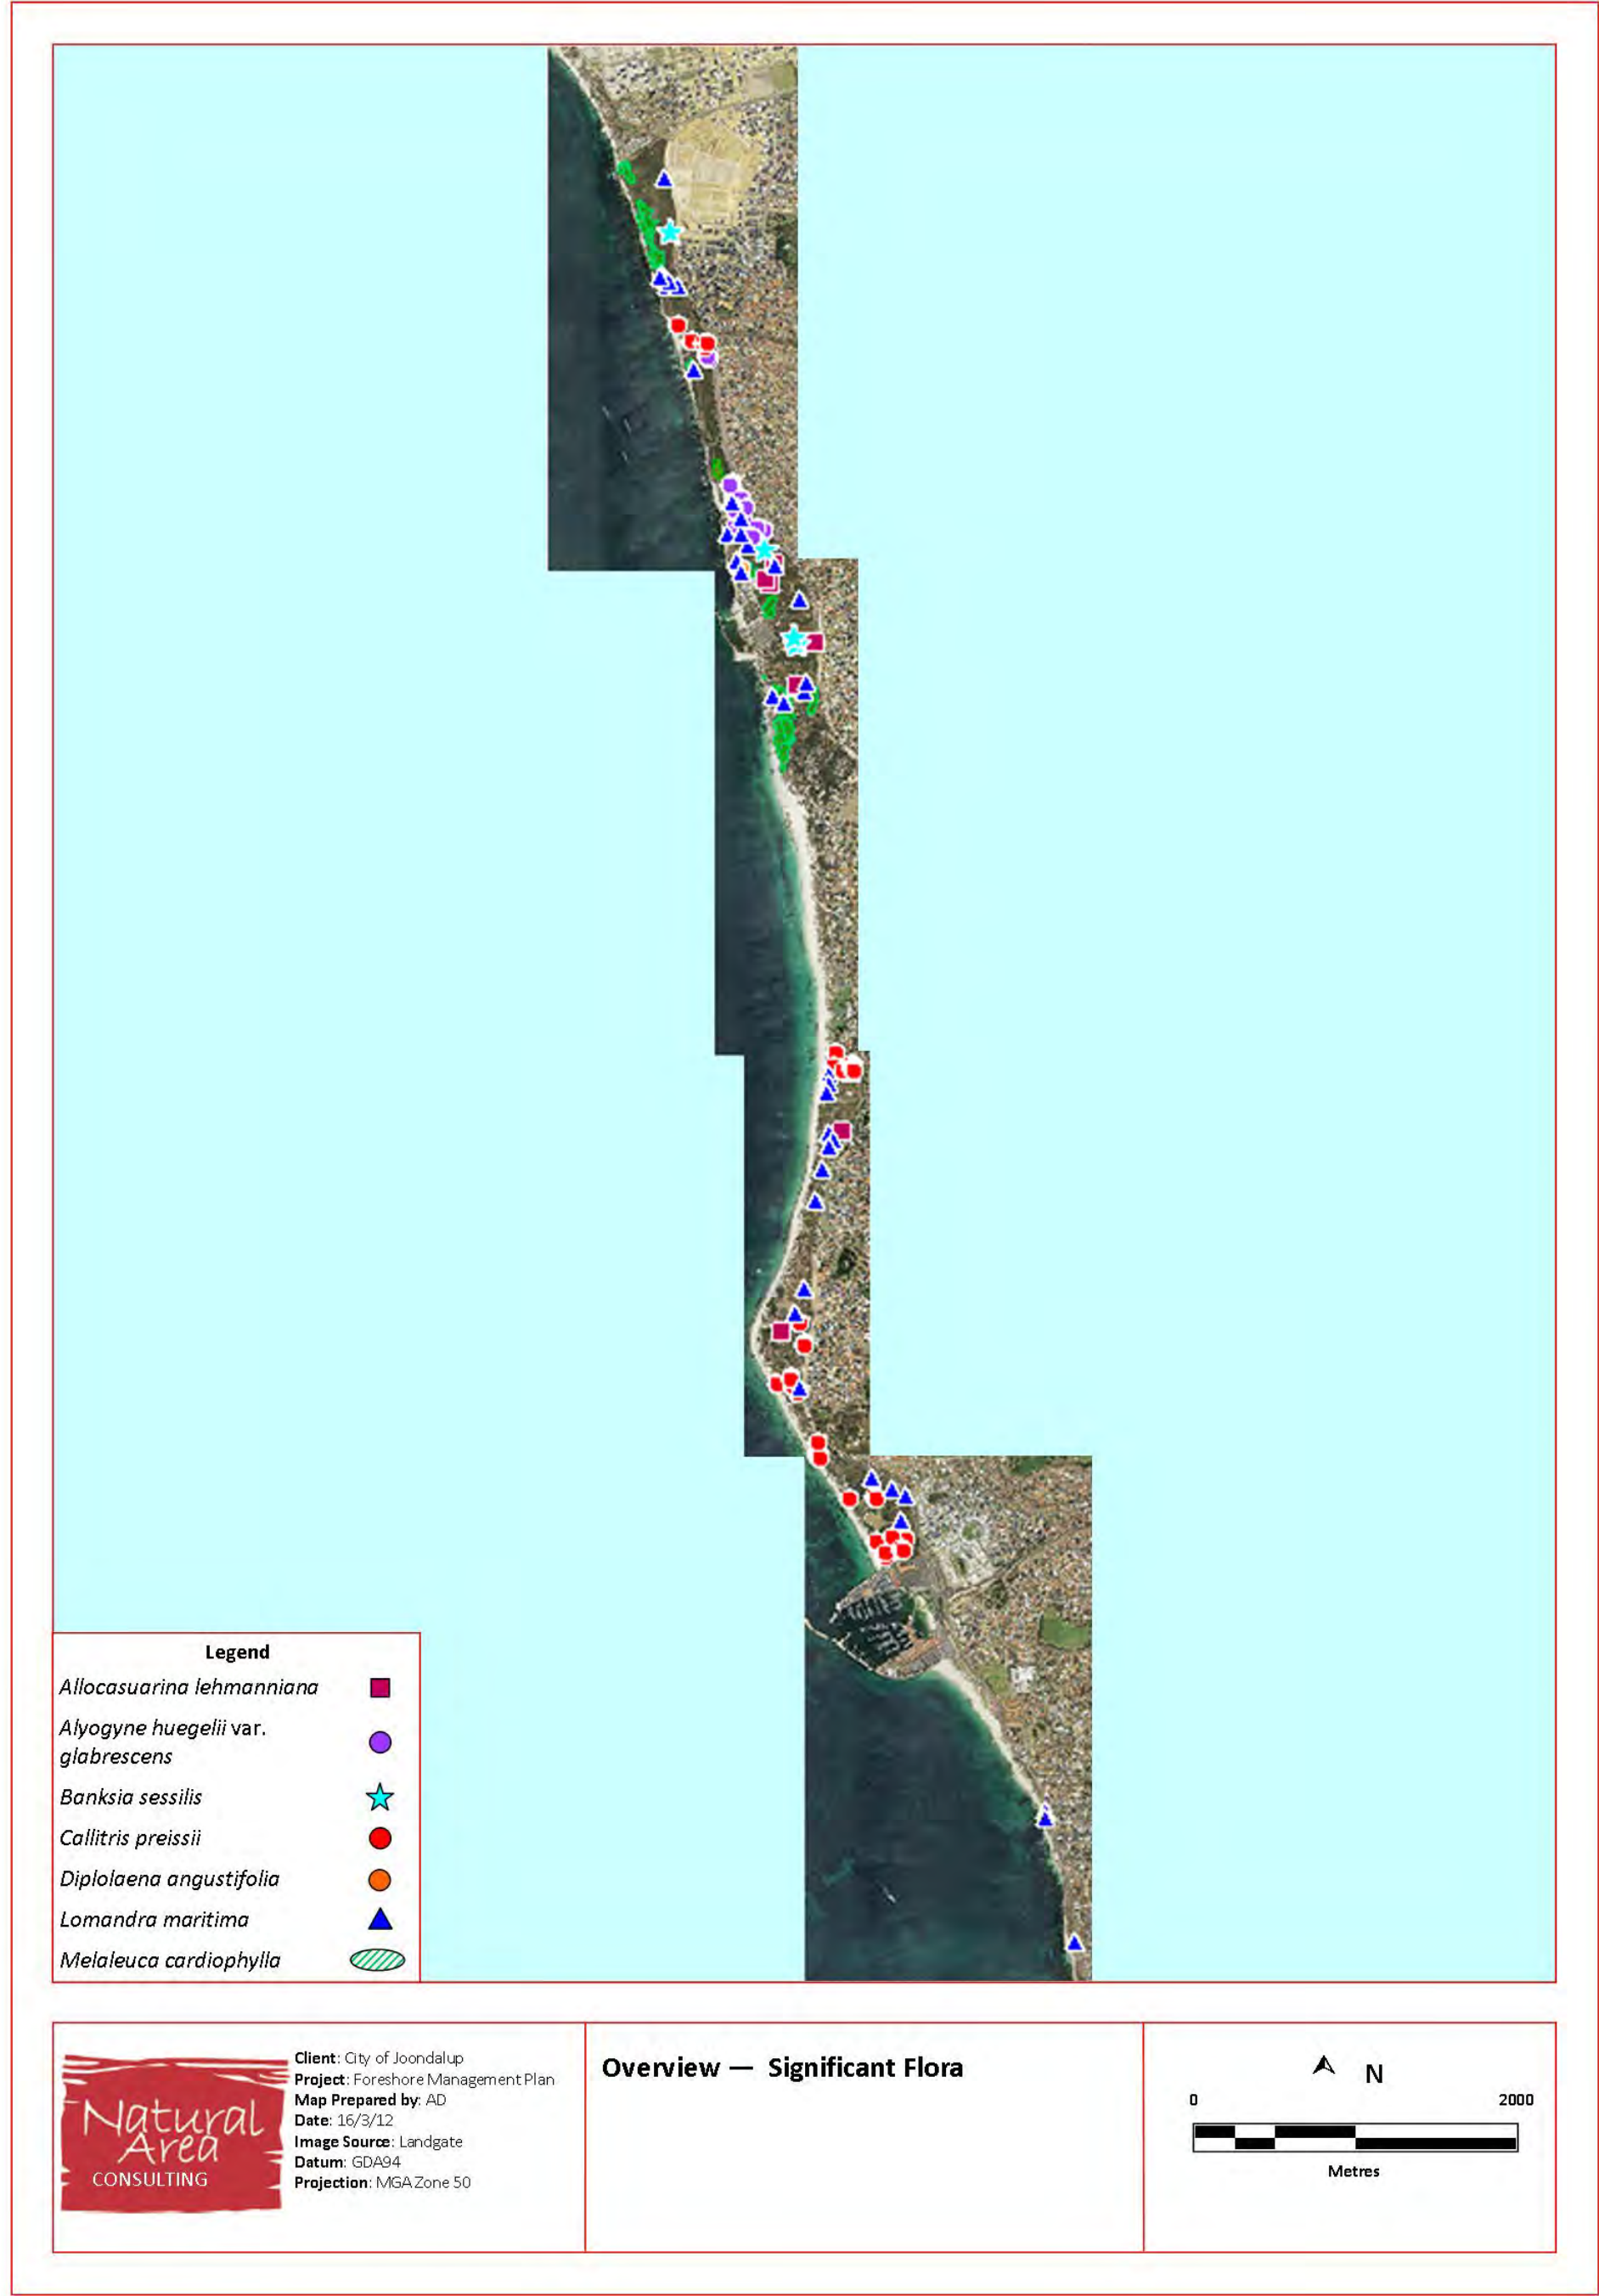 Legend
Allocasuarina lehmanniana
Alyogyne huegelii var.
glabrescens
Banksia sessilis
Callitris preissii
Diplolaena angustifolia
Lomandra maritima
Melaleuca cardiophylla
Natural
Area
CONSULTING
Client: City of Joondalup
Project: Foreshore Management Plan
Map Prepared by: AD
Date: 16/3/12
Image Source: Landgate
Datum: GDA94
Projection: MGA Zone 50
Overview — Significant Flora
N
0 2000
Metres